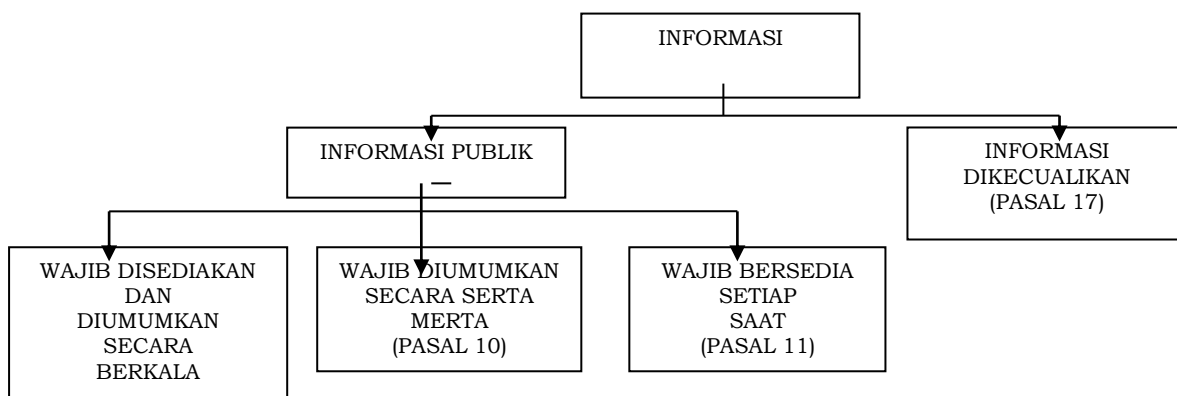 INFORMASI
INFORMASI PUBLIK
INFORMASI
DIKECUALIKAN
(PASAL 17)
WAJIB DISEDIAKAN
DAN
DIUMUMKAN
SECARA
BERKALA
WAJIB DIUMUMKAN
SECARA SERTA
MERTA
(PASAL 10)
WAJIB BERSEDIA
SETIAP
SAAT
(PASAL 11)